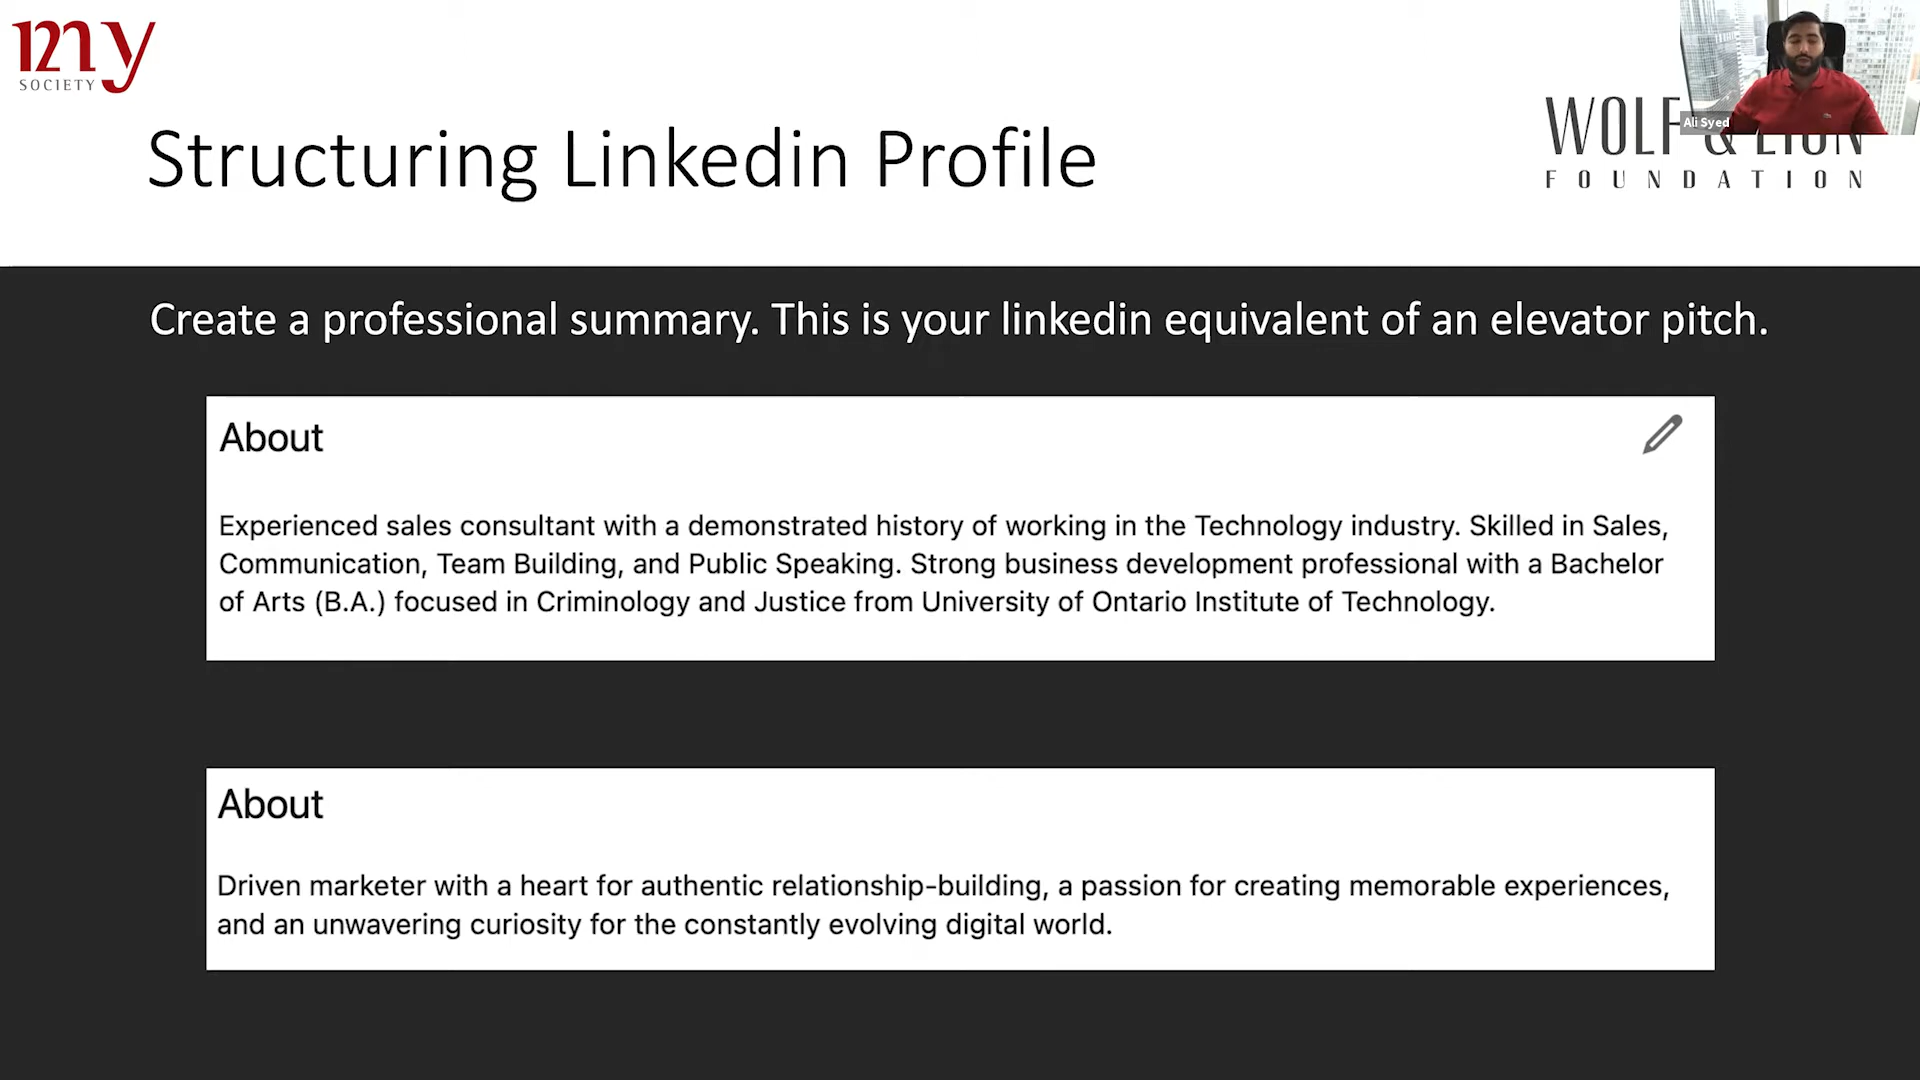 my
SOCIETY
Ali Syed
WOLF & LION
FOUNDATION
Structuring Linkedin Profile
Create a professional summary. This is your linkedin equivalent of an elevator pitch.
About
Experienced sales consultant with a demonstrated history of working in the Technology industry. Skilled in Sales,
Communication, Team Building, and Public Speaking. Strong business development professional with a Bachelor
of Arts (B.A.) focused in Criminology and Justice from University of Ontario Institute of Technology.
About
Driven marketer with a heart for authentic relationship-building, a passion for creating memorable experiences,
and an unwavering curiosity for the constantly evolving digital world.